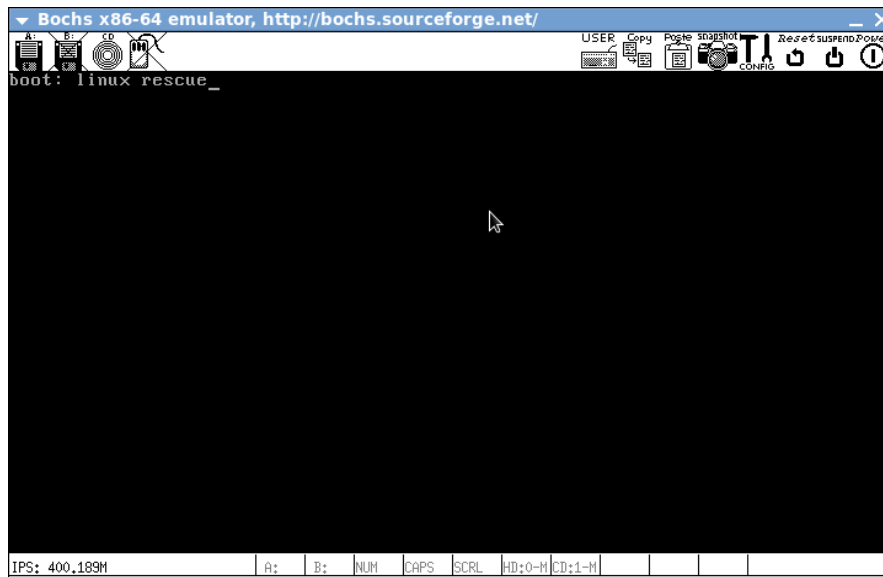 Bochs x86-64 emulator, http://bochs.sourceforge.net/
A: B: CD USER Copy Paste snapshot CONFIG Reset SUSPEND Power
boot: linux rescue_
IPS: 400.189M A: B: NUM CAPS SCRL HD:0-M CD:1-M